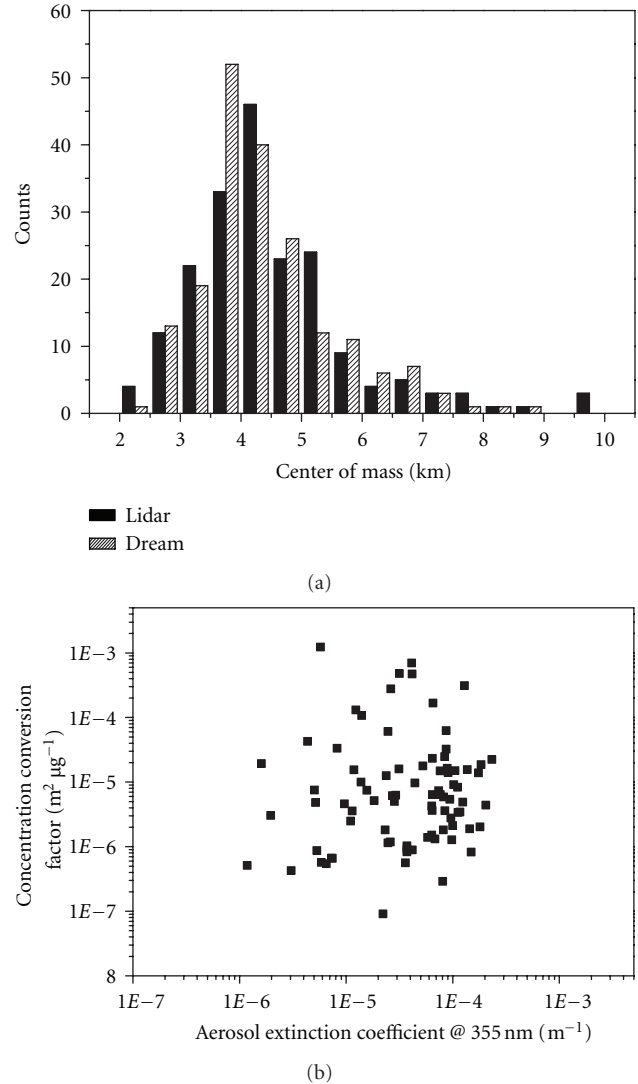 60
50
40
30
20
10
0
Counts
2 3 4 5 6 7 8 9 10
Center of mass (km)
Lidar
Dream
(a)
1E−3
1E−4
1E−5
1E−6
1E−7
8
Concentration conversion
factor (m² µg⁻¹)
1E−7 1E−6 1E−5 1E−4 1E−3
Aerosol extinction coefficient @ 355 nm (m⁻¹)
(b)